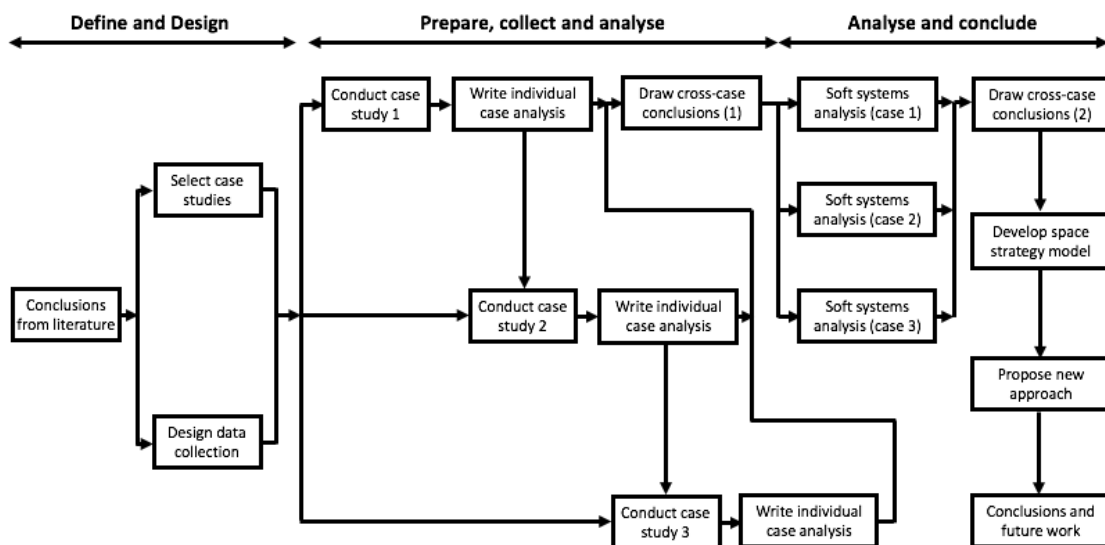 Define and Design
Prepare, collect and analyse
Analyse and conclude
Conduct case
study 1
Write individual
case analysis
Draw cross-case
conclusions (1)
Soft systems
analysis (case 1)
Draw cross-case
conclusions (2)
Select case
studies
Soft systems
analysis (case 2)
Develop space
strategy model
Conclusions
from literature
Conduct case
study 2
Write individual
case analysis
Soft systems
analysis (case 3)
Propose new
approach
Design data
collection
Conduct case
study 3
Write individual
case analysis
Conclusions and
future work